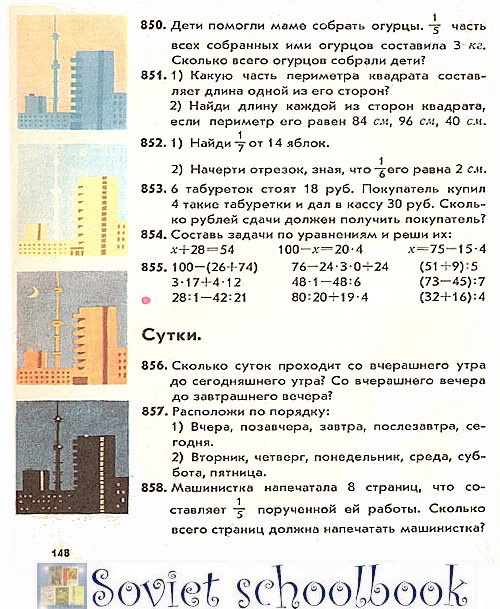 850. Дети помогли маме собрать огурцы. 1/5 часть
всех собранных ими огурцов составила 3 кг.
Сколько всего огурцов собрали дети?
851. 1) Какую часть периметра квадрата состав-
ляет длина одной из его сторон?
2) Найди длину каждой из сторон квадрата,
если периметр его равен 84 см, 96 см, 40 см.
852. 1) Найди 1/7 от 14 яблок.
2) Начерти отрезок, зная, что 1/6 его равна 2 см.
853. 6 табуреток стоят 18 руб. Покупатель купил
4 такие табуретки и дал в кассу 30 руб. Сколь-
ко рублей сдачи должен получить покупатель?
854. Составь задачи по уравнениям и реши их:
x+28=54 100−x=20·4 x=75−15·4
855. 100−(26+74) 76−24·3·0+24 (51+9):5
3·17+4·12 48·1−48:6 (73−45):7
28:1−42:21 80:20+19·4 (32+16):4
Сутки.
856. Сколько суток проходит со вчерашнего утра
до сегодняшнего утра? Со вчерашнего вечера
до завтрашнего вечера?
857. Расположи по порядку:
1) Вчера, позавчера, завтра, послезавтра, се-
годня.
2) Вторник, четверг, понедельник, среда, суб-
бота, пятница.
858. Машинистка напечатала 8 страниц, что со-
ставляет 1/5 порученной ей работы. Сколько
всего страниц должна напечатать машинистка?
148
Soviet schoolbook